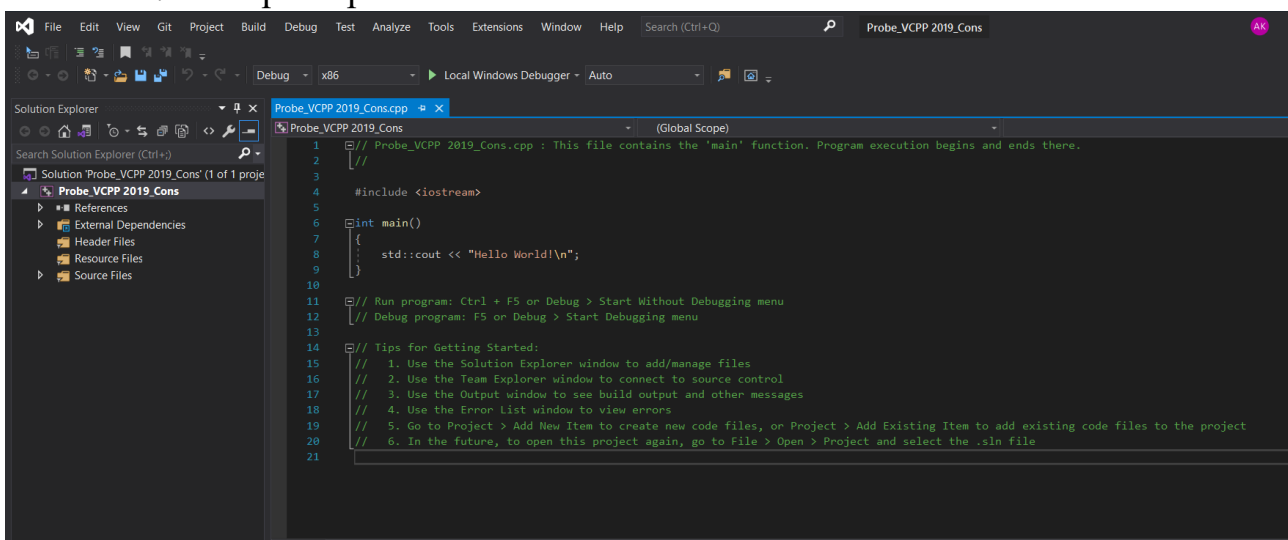 File Edit View Git Project Build Debug Test Analyze Tools Extensions Window Help Search (Ctrl+Q) Probe_VCPP 2019_Cons AK
Debug x86 Local Windows Debugger Auto
Solution Explorer
Search Solution Explorer (Ctrl+;)
Solution 'Probe_VCPP 2019_Cons' (1 of 1 proje
Probe_VCPP 2019_Cons
References
External Dependencies
Header Files
Resource Files
Source Files
Probe_VCPP 2019_Cons.cpp
Probe_VCPP 2019_Cons (Global Scope)
1 // Probe_VCPP 2019_Cons.cpp : This file contains the 'main' function. Program execution begins and ends there.
2 //
3
4 #include <iostream>
5
6 int main()
7 {
8 std::cout << "Hello World!\n";
9 }
10
11 // Run program: Ctrl + F5 or Debug > Start Without Debugging menu
12 // Debug program: F5 or Debug > Start Debugging menu
13
14 // Tips for Getting Started:
15 // 1. Use the Solution Explorer window to add/manage files
16 // 2. Use the Team Explorer window to connect to source control
17 // 3. Use the Output window to see build output and other messages
18 // 4. Use the Error List window to view errors
19 // 5. Go to Project > Add New Item to create new code files, or Project > Add Existing Item to add existing code files to the project
20 // 6. In the future, to open this project again, go to File > Open > Project and select the .sln file
21